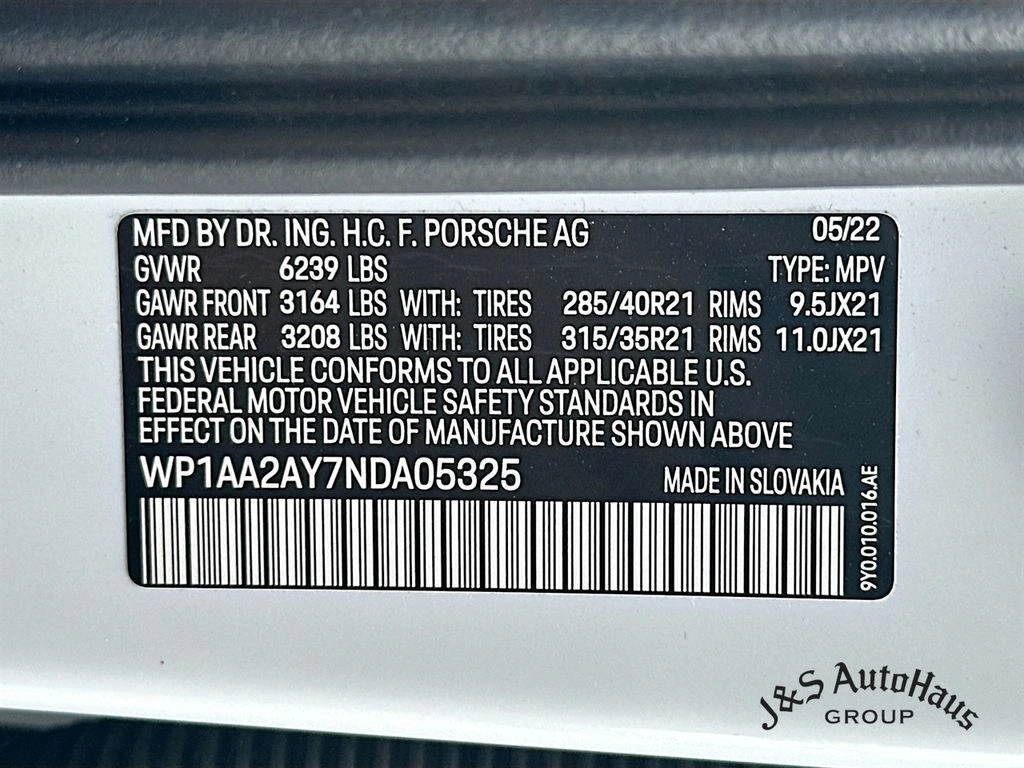 MFD BY DR. ING. H.C. F. PORSCHE AG 05/22
GVWR 6239 LBS TYPE: MPV
GAWR FRONT 3164 LBS WITH: TIRES 285/40R21 RIMS 9.5JX21
GAWR REAR 3208 LBS WITH: TIRES 315/35R21 RIMS 11.0JX21
THIS VEHICLE CONFORMS TO ALL APPLICABLE U.S.
FEDERAL MOTOR VEHICLE SAFETY STANDARDS IN
EFFECT ON THE DATE OF MANUFACTURE SHOWN ABOVE
WP1AA2AY7NDA05325 MADE IN SLOVAKIA
9Y0.010.016.AE
J&S AutoHaus
GROUP